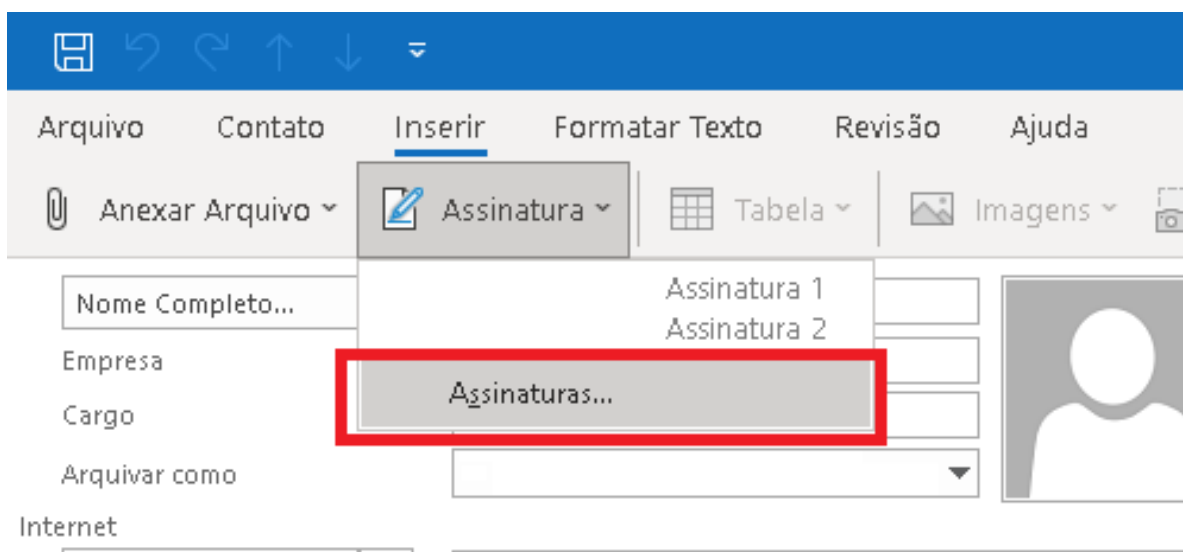 Arquivo Contato Inserir Formatar Texto Revisão Ajuda
Anexar Arquivo Assinatura Tabela Imagens
Assinatura 1
Nome Completo...
Assinatura 2
Empresa
Assinaturas...
Cargo
Arquivar como
Internet